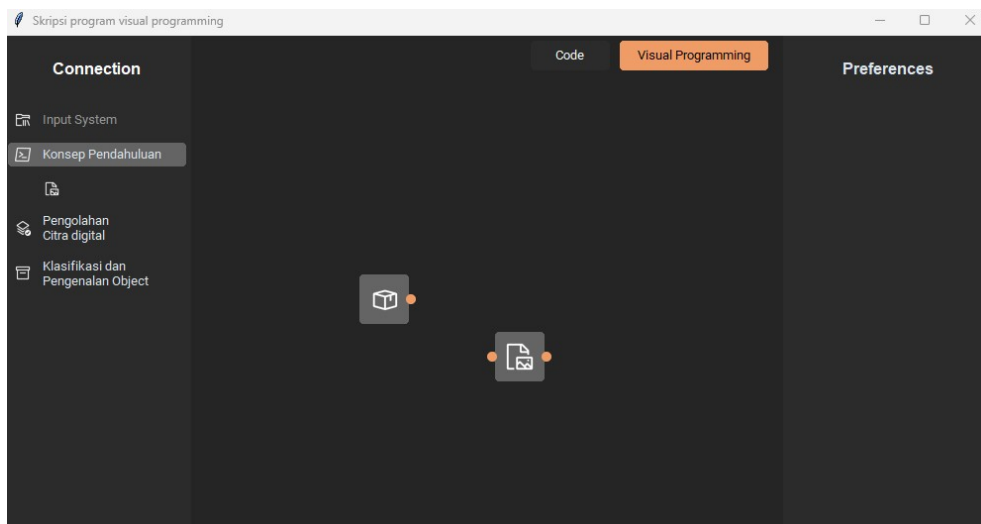 Skripsi program visual programming
Connection
Input System
Konsep Pendahuluan
Pengolahan
Citra digital
Klasifikasi dan
Pengenalan Object
Code
Visual Programming
Preferences